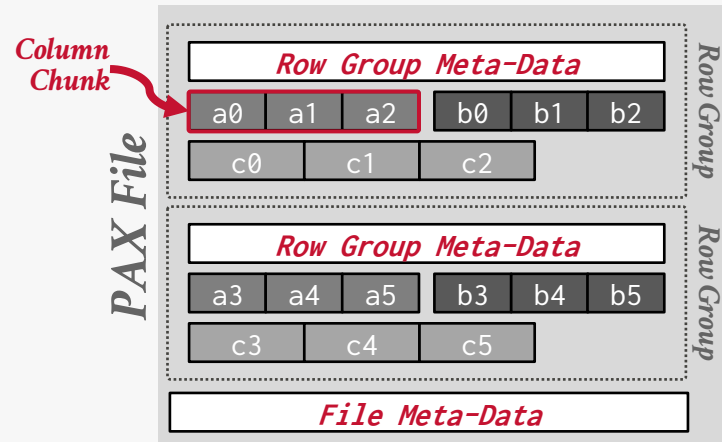 Column
Chunk
PAX File
Row Group Meta-Data
a0 a1 a2 b0 b1 b2
c0 c1 c2
Row Group
Row Group Meta-Data
a3 a4 a5 b3 b4 b5
c3 c4 c5
Row Group
File Meta-Data